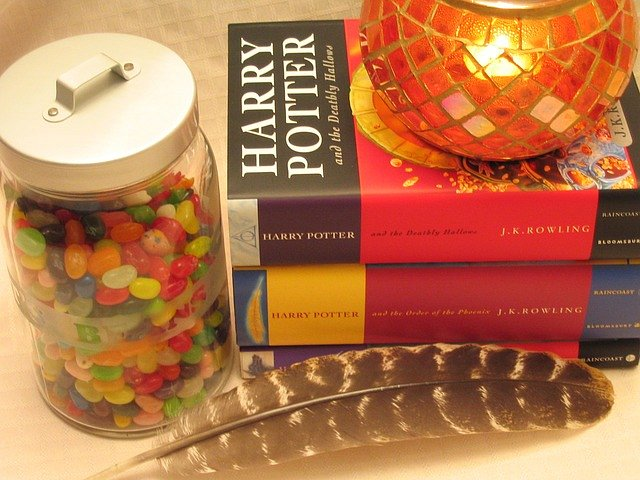 HARRY
POTTER
and the Deathly Hallows
J.K.R
HARRY POTTER and the Deathly Hallows J.K.ROWLING RAINCOAST
BLOOMSBURY
HARRY POTTER and the Order of the Phoenix J.K.ROWLING RAINCOAST
BLOOMSBURY
RAINCOAST
B